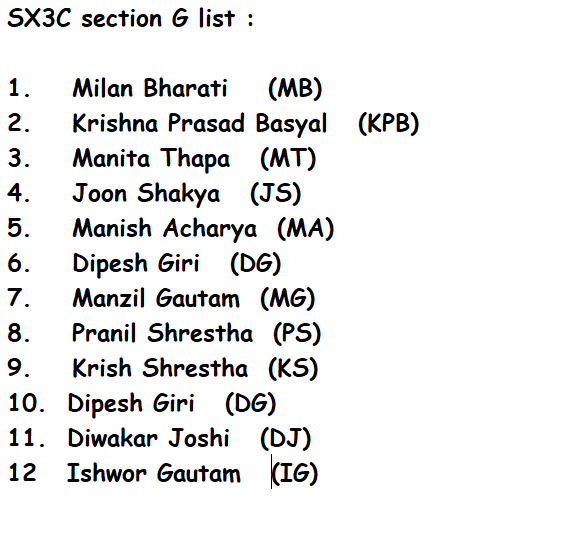 SX3C section G list :
1. Milan Bharati (MB)
2. Krishna Prasad Basyal (KPB)
3. Manita Thapa (MT)
4. Joon Shakya (JS)
5. Manish Acharya (MA)
6. Dipesh Giri (DG)
7. Manzil Gautam (MG)
8. Pranil Shrestha (PS)
9. Krish Shrestha (KS)
10. Dipesh Giri (DG)
11. Diwakar Joshi (DJ)
12 Ishwor Gautam (IG)